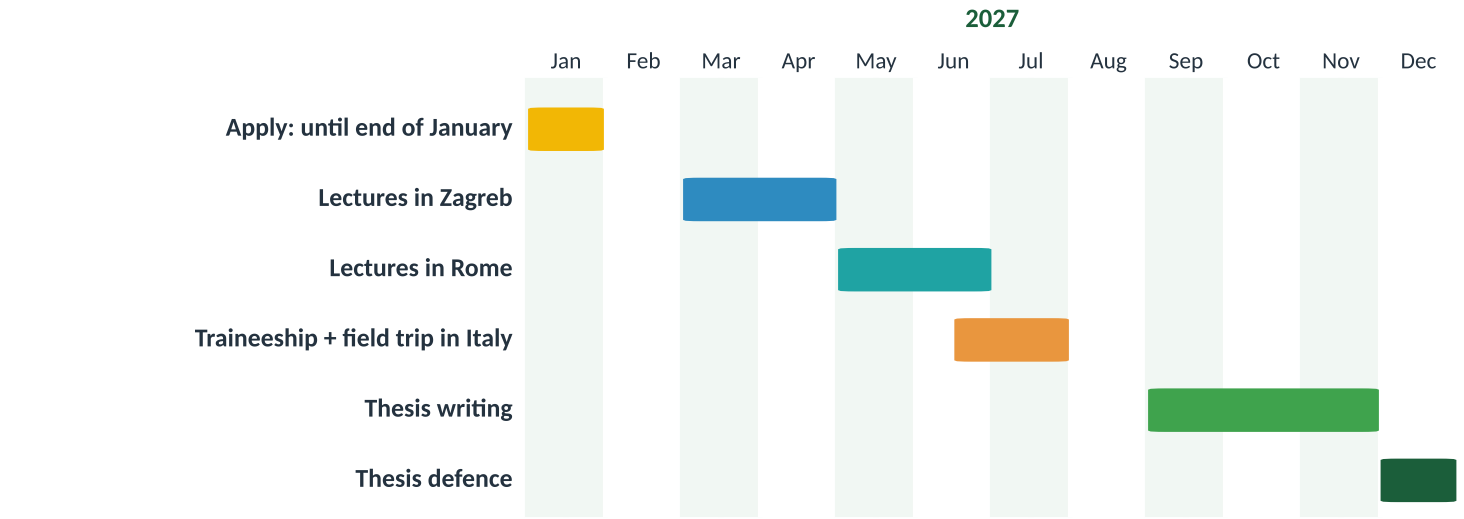 2027
Jan Feb Mar Apr May Jun Jul Aug Sep Oct Nov Dec
Apply: until end of January
Lectures in Zagreb
Lectures in Rome
Traineeship + field trip in Italy
Thesis writing
Thesis defence